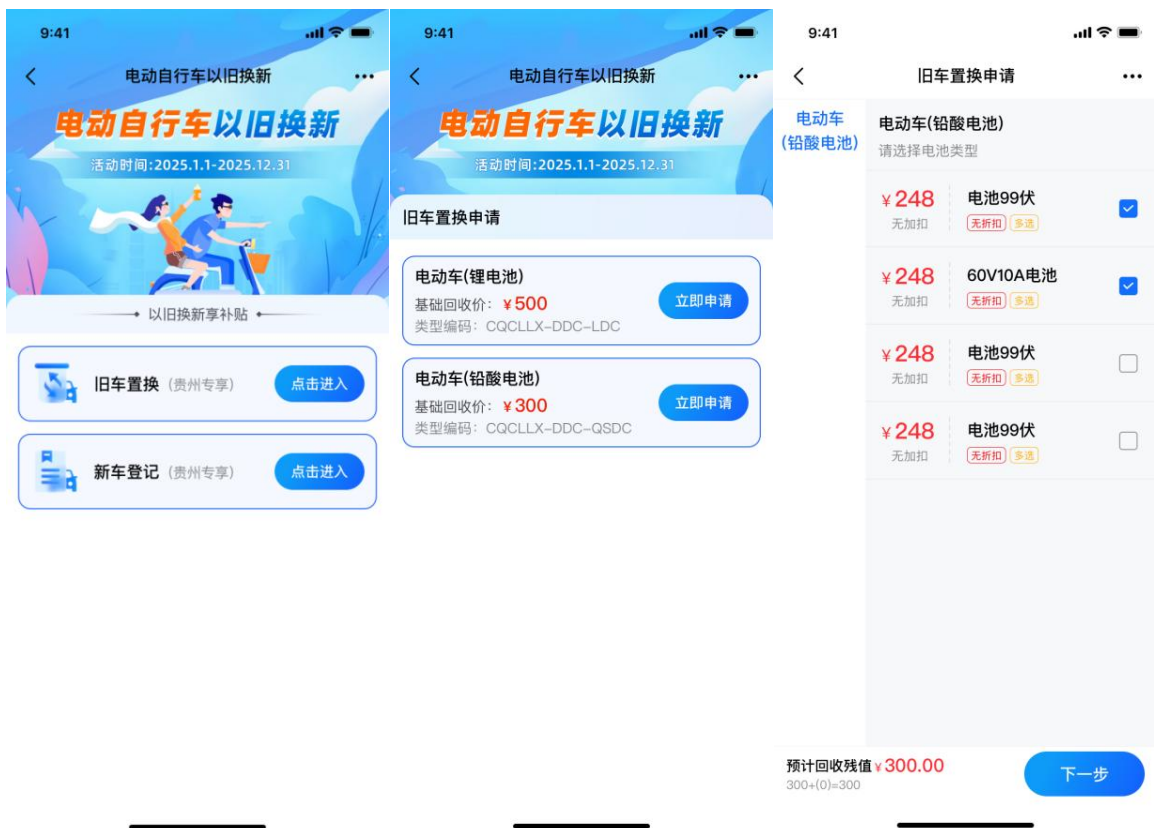 9:41
电动自行车以旧换新
电动自行车以旧换新
活动时间:2025.1.1-2025.12.31
以旧换新享补贴
旧车置换（贵州专享）
点击进入
新车登记（贵州专享）
点击进入
9:41
电动自行车以旧换新
电动自行车以旧换新
活动时间:2025.1.1-2025.12.31
旧车置换申请
电动车(锂电池)
基础回收价：¥500
类型编码：CQCLLX-DDC-LDC
立即申请
电动车(铅酸电池)
基础回收价：¥300
类型编码：CQCLLX-DDC-QSDC
立即申请
9:41
旧车置换申请
电动车
(铅酸电池)
电动车(铅酸电池)
请选择电池类型
¥248 电池99伏
无加扣 无折扣 多选
¥248 60V10A电池
无加扣 无折扣 多选
¥248 电池99伏
无加扣 无折扣 多选
¥248 电池99伏
无加扣 无折扣 多选
预计回收残值¥300.00
300+(0)=300
下一步